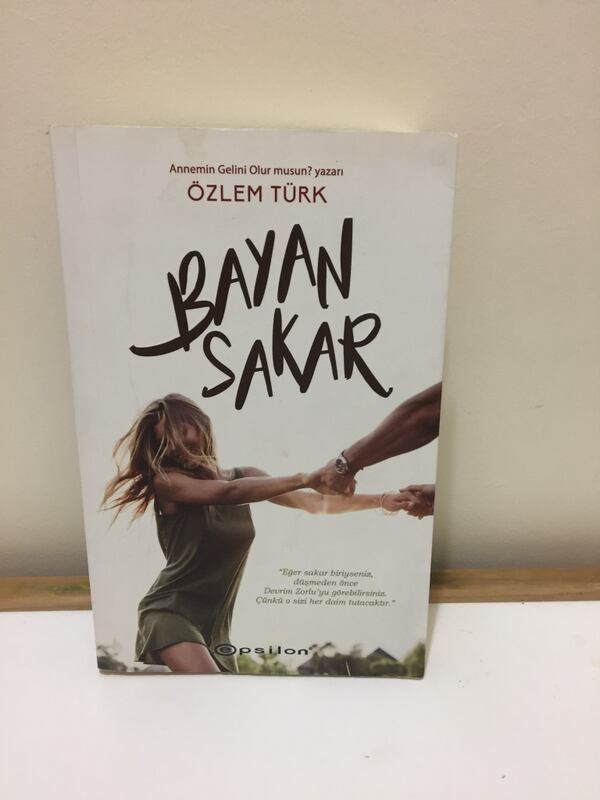 Annemin Gelini Olur musun? yazarı
ÖZLEM TÜRK
BAYAN
SAKAR
"Eğer sakar biriyseniz,
düşmeden önce
Devrim Zorlu'yu görebilirsiniz.
Çünkü o sizi her daim tutacaktır."
epsilon